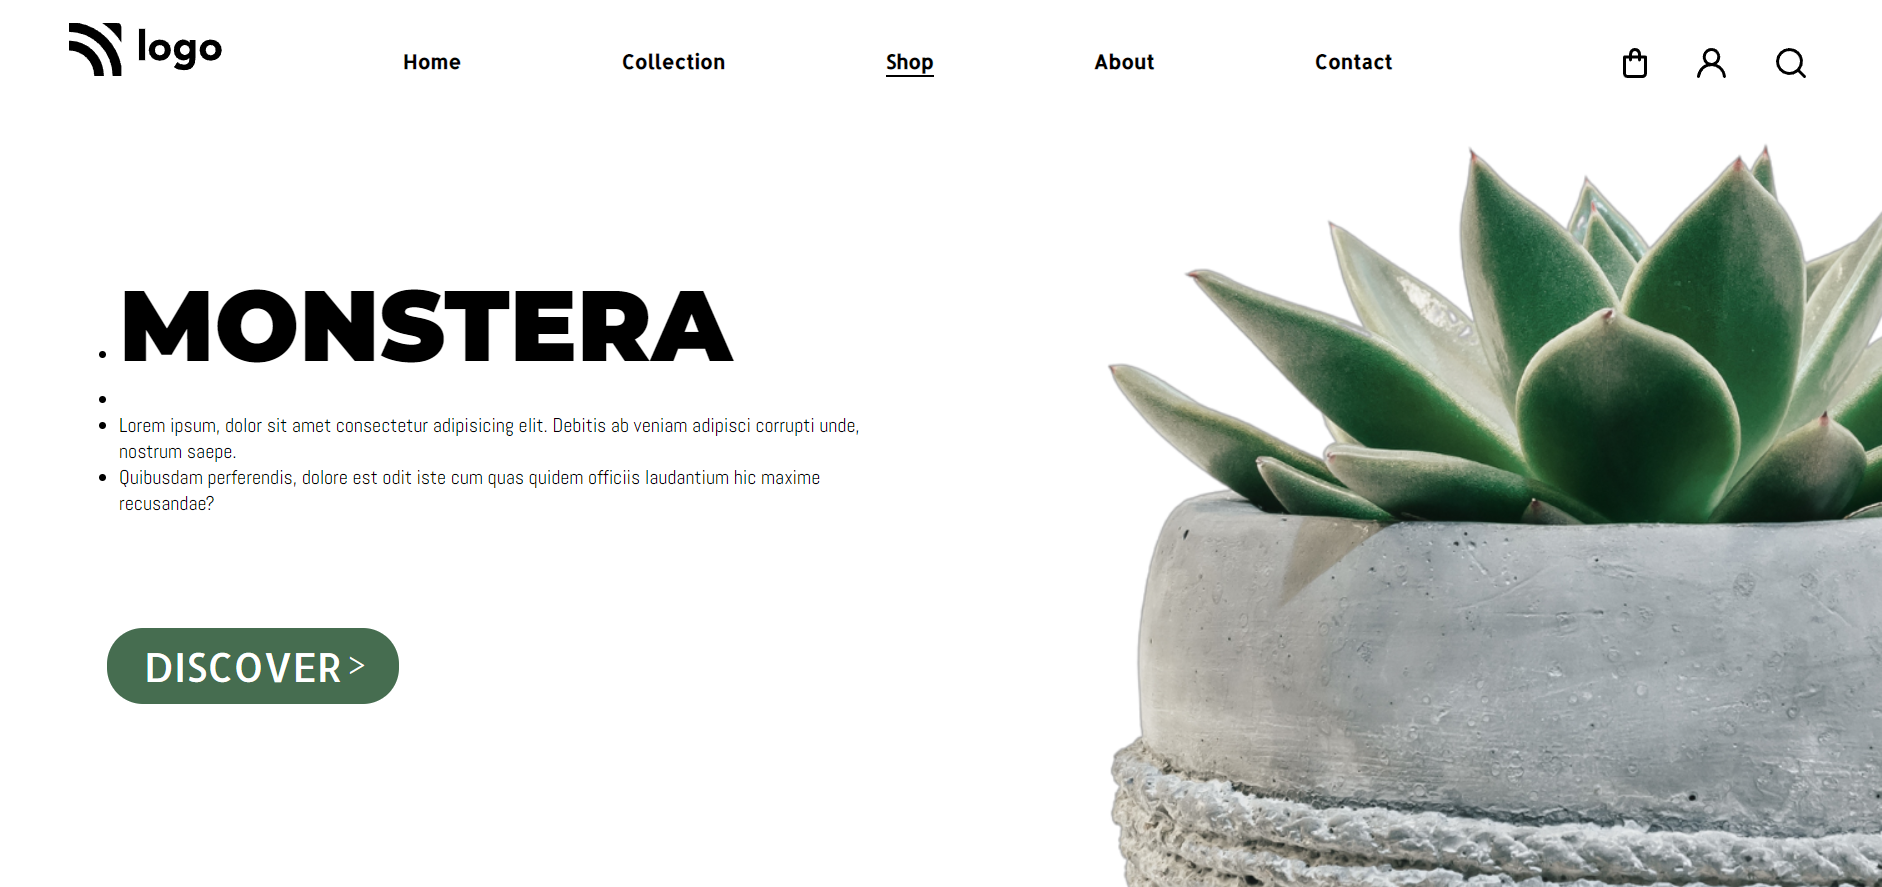 logo
Home Collection Shop About Contact
MONSTERA
Lorem ipsum, dolor sit amet consectetur adipisicing elit. Debitis ab veniam adipisci corrupti unde,
nostrum saepe.
Quibusdam perferendis, dolore est odit iste cum quas quidem officiis laudantium hic maxime
recusandae?
DISCOVER >